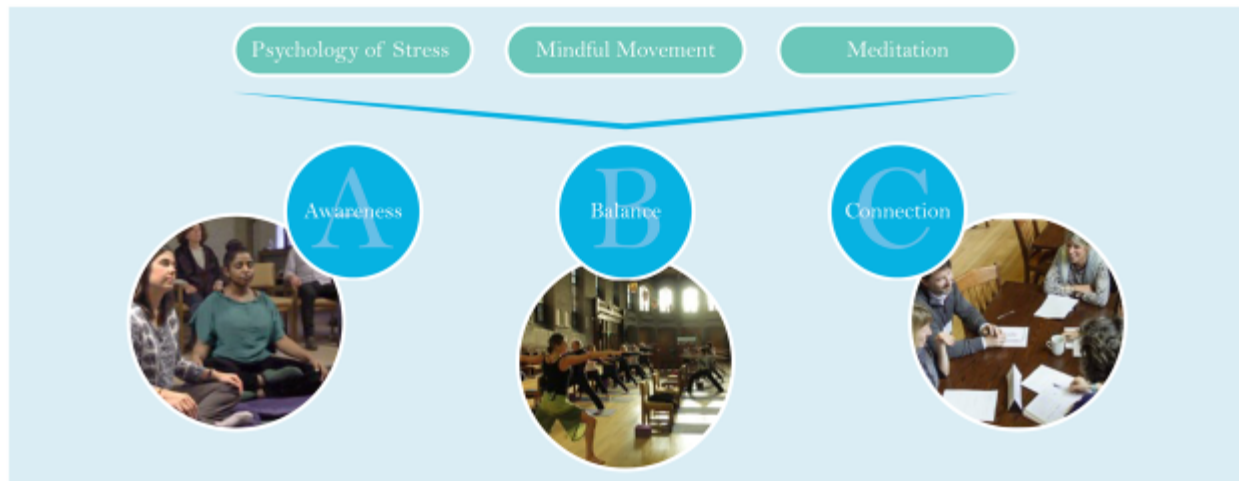 Psychology of Stress
Mindful Movement
Meditation
A
Awareness
B
Balance
C
Connection